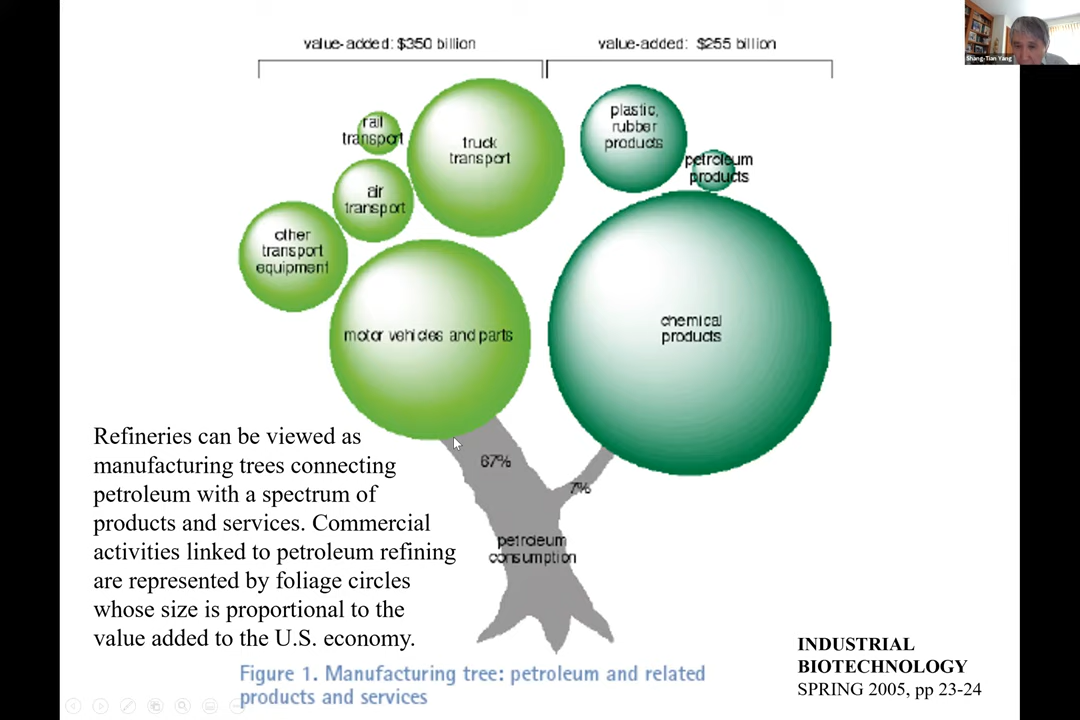 value-added: $350 billion
value-added: $255 billion
Shang-Tian Yang
rail
transport
truck
transport
plastic,
rubber
products
petroleum
products
air
transport
other
transport
equipment
motor vehicles and parts
chemical
products
67%
7%
petroleum
consumption
Refineries can be viewed as
manufacturing trees connecting
petroleum with a spectrum of
products and services. Commercial
activities linked to petroleum refining
are represented by foliage circles
whose size is proportional to the
value added to the U.S. economy.
INDUSTRIAL
BIOTECHNOLOGY
SPRING 2005, pp 23-24
Figure 1. Manufacturing tree: petroleum and related
products and services